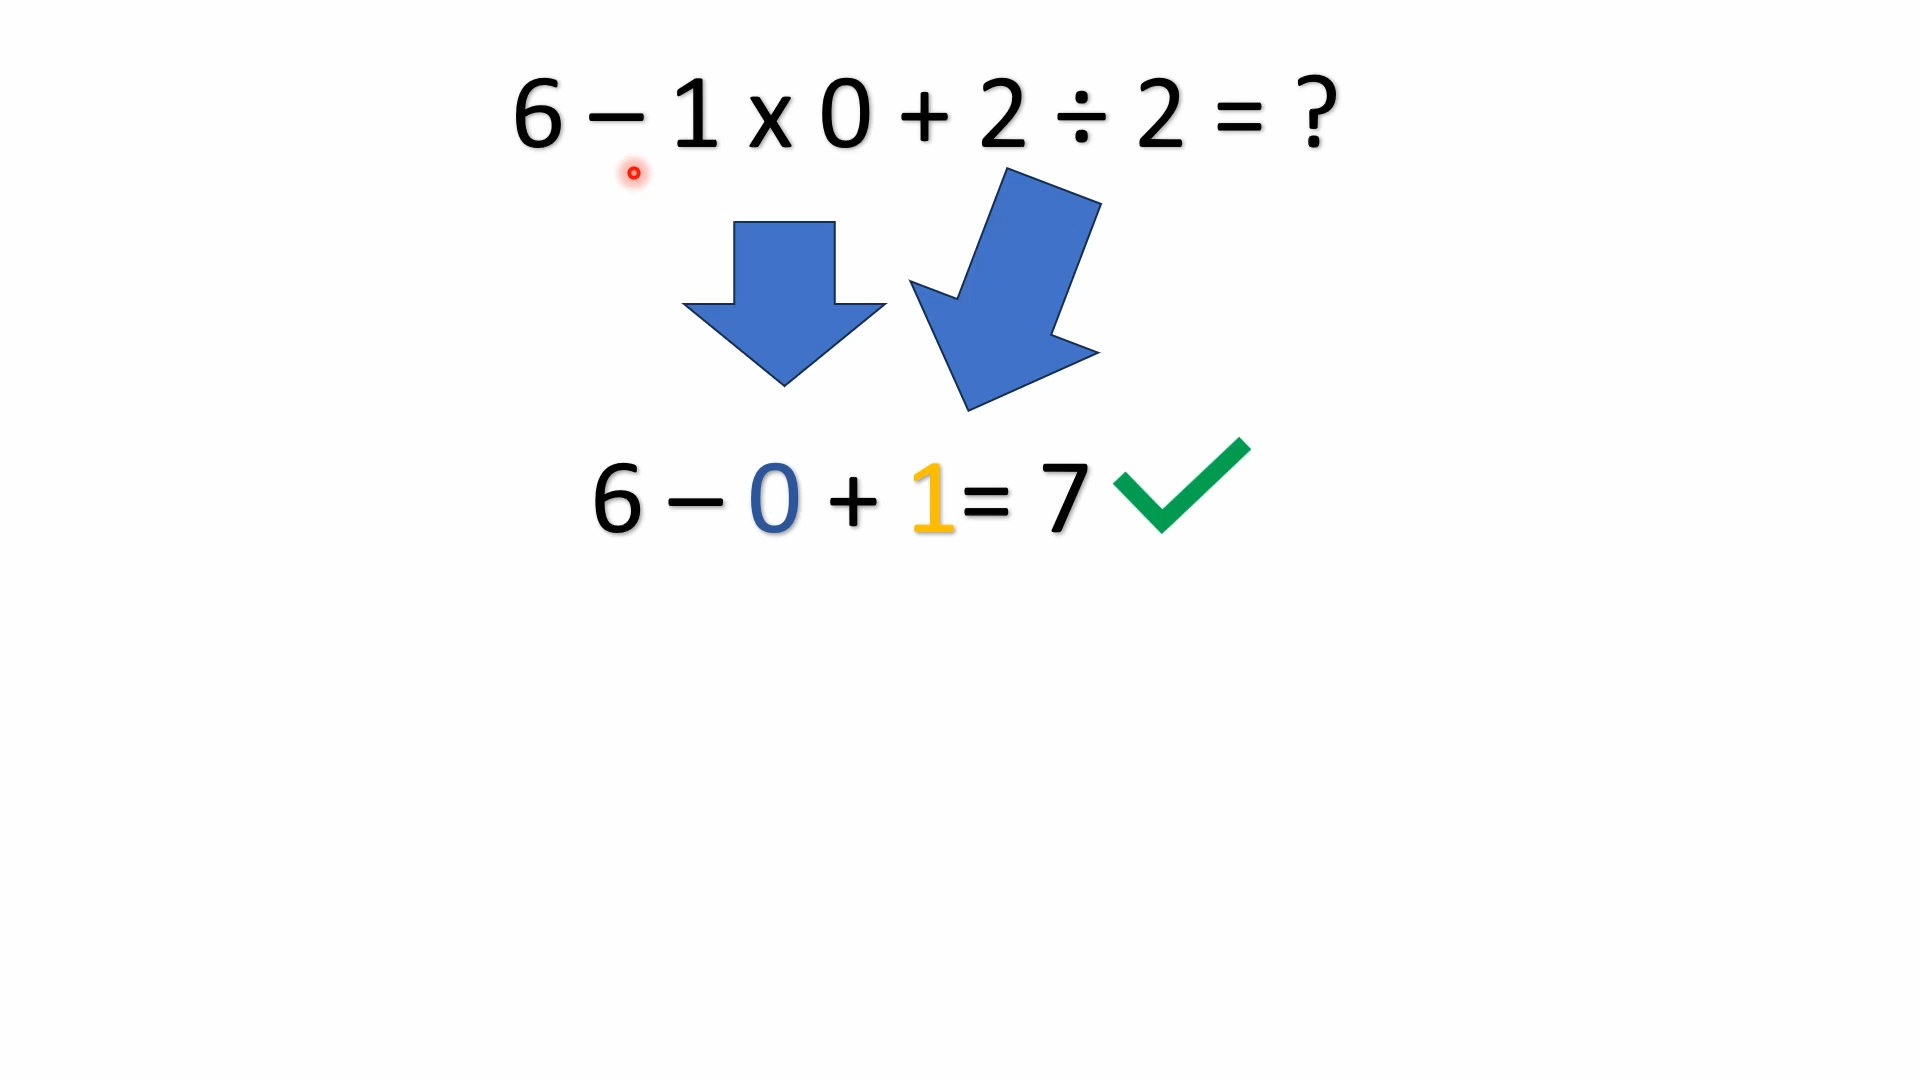 6 – 1 x 0 + 2 ÷ 2 = ?
6 – 0 + 1= 7